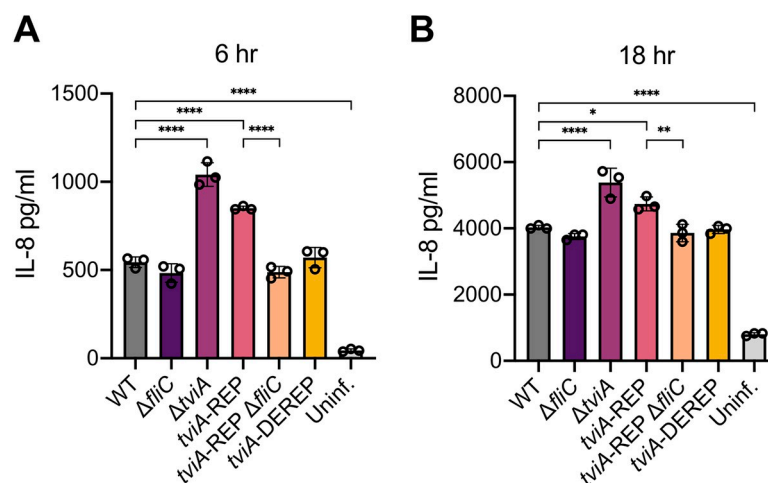 A
6 hr
IL-8 pg/ml
1500
1000
500
0
****
****
****
****
WT
ΔfliC
ΔtviA
tviA-REP
tviA-REP ΔfliC
tviA-DEREP
Uninf.
B
18 hr
IL-8 pg/ml
8000
6000
4000
2000
0
****
*
****
**
WT
ΔfliC
ΔtviA
tviA-REP
tviA-REP ΔfliC
tviA-DEREP
Uninf.